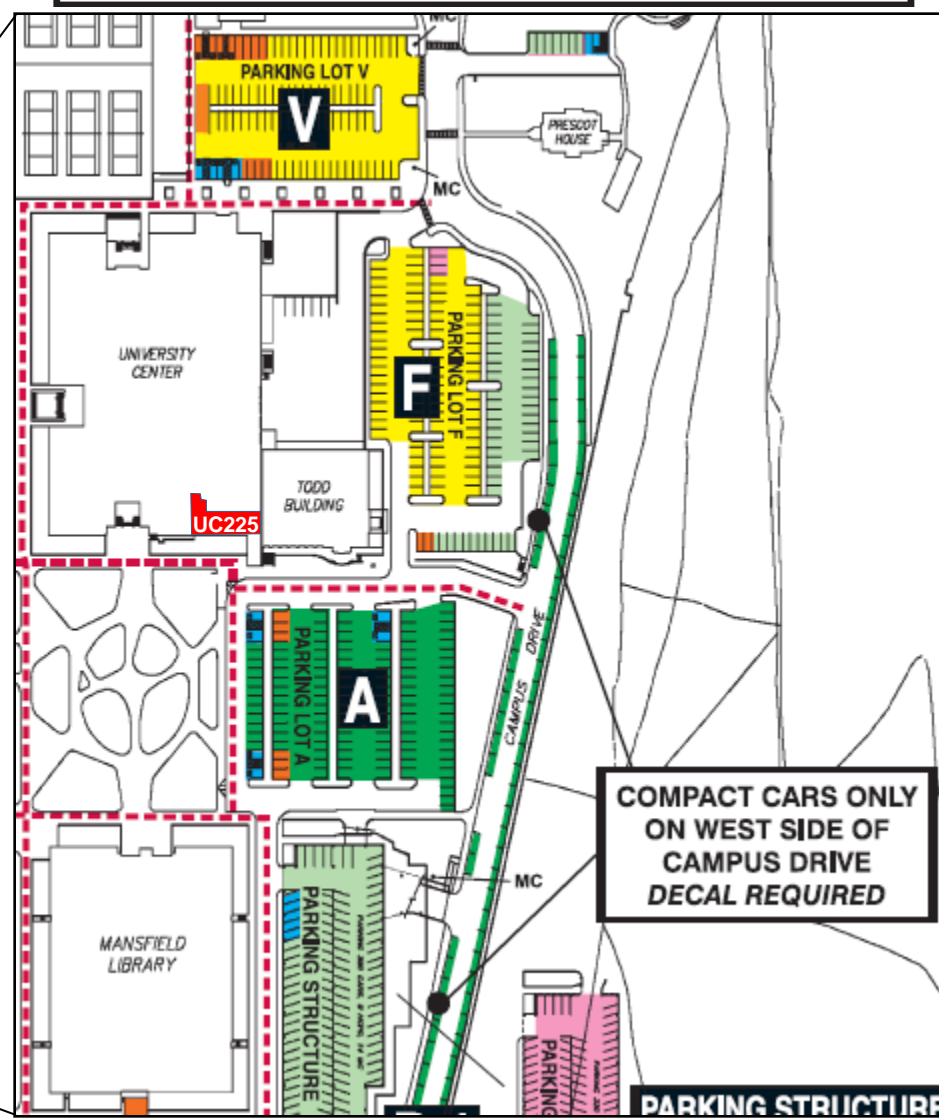 MC
PARKING LOT V
V
PRESCOT
HOUSE
MC
UNIVERSITY
CENTER
PARKING LOT F
F
TODD
BUILDING
UC225
CAMPUS DRIVE
PARKING LOT A
A
COMPACT CARS ONLY
ON WEST SIDE OF
CAMPUS DRIVE
DECAL REQUIRED
MC
MANSFIELD
LIBRARY
PARKING STRUCTURE
PARKING
PARKING STRUCTURE